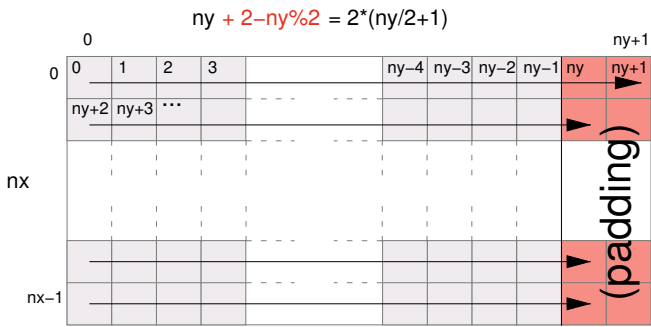 ny + 2−ny%2 = 2*(ny/2+1)
0 ny+1
0 0 1 2 3 ny−4 ny−3 ny−2 ny−1 ny ny+1
ny+2 ny+3 ...
nx
(padding)
nx−1